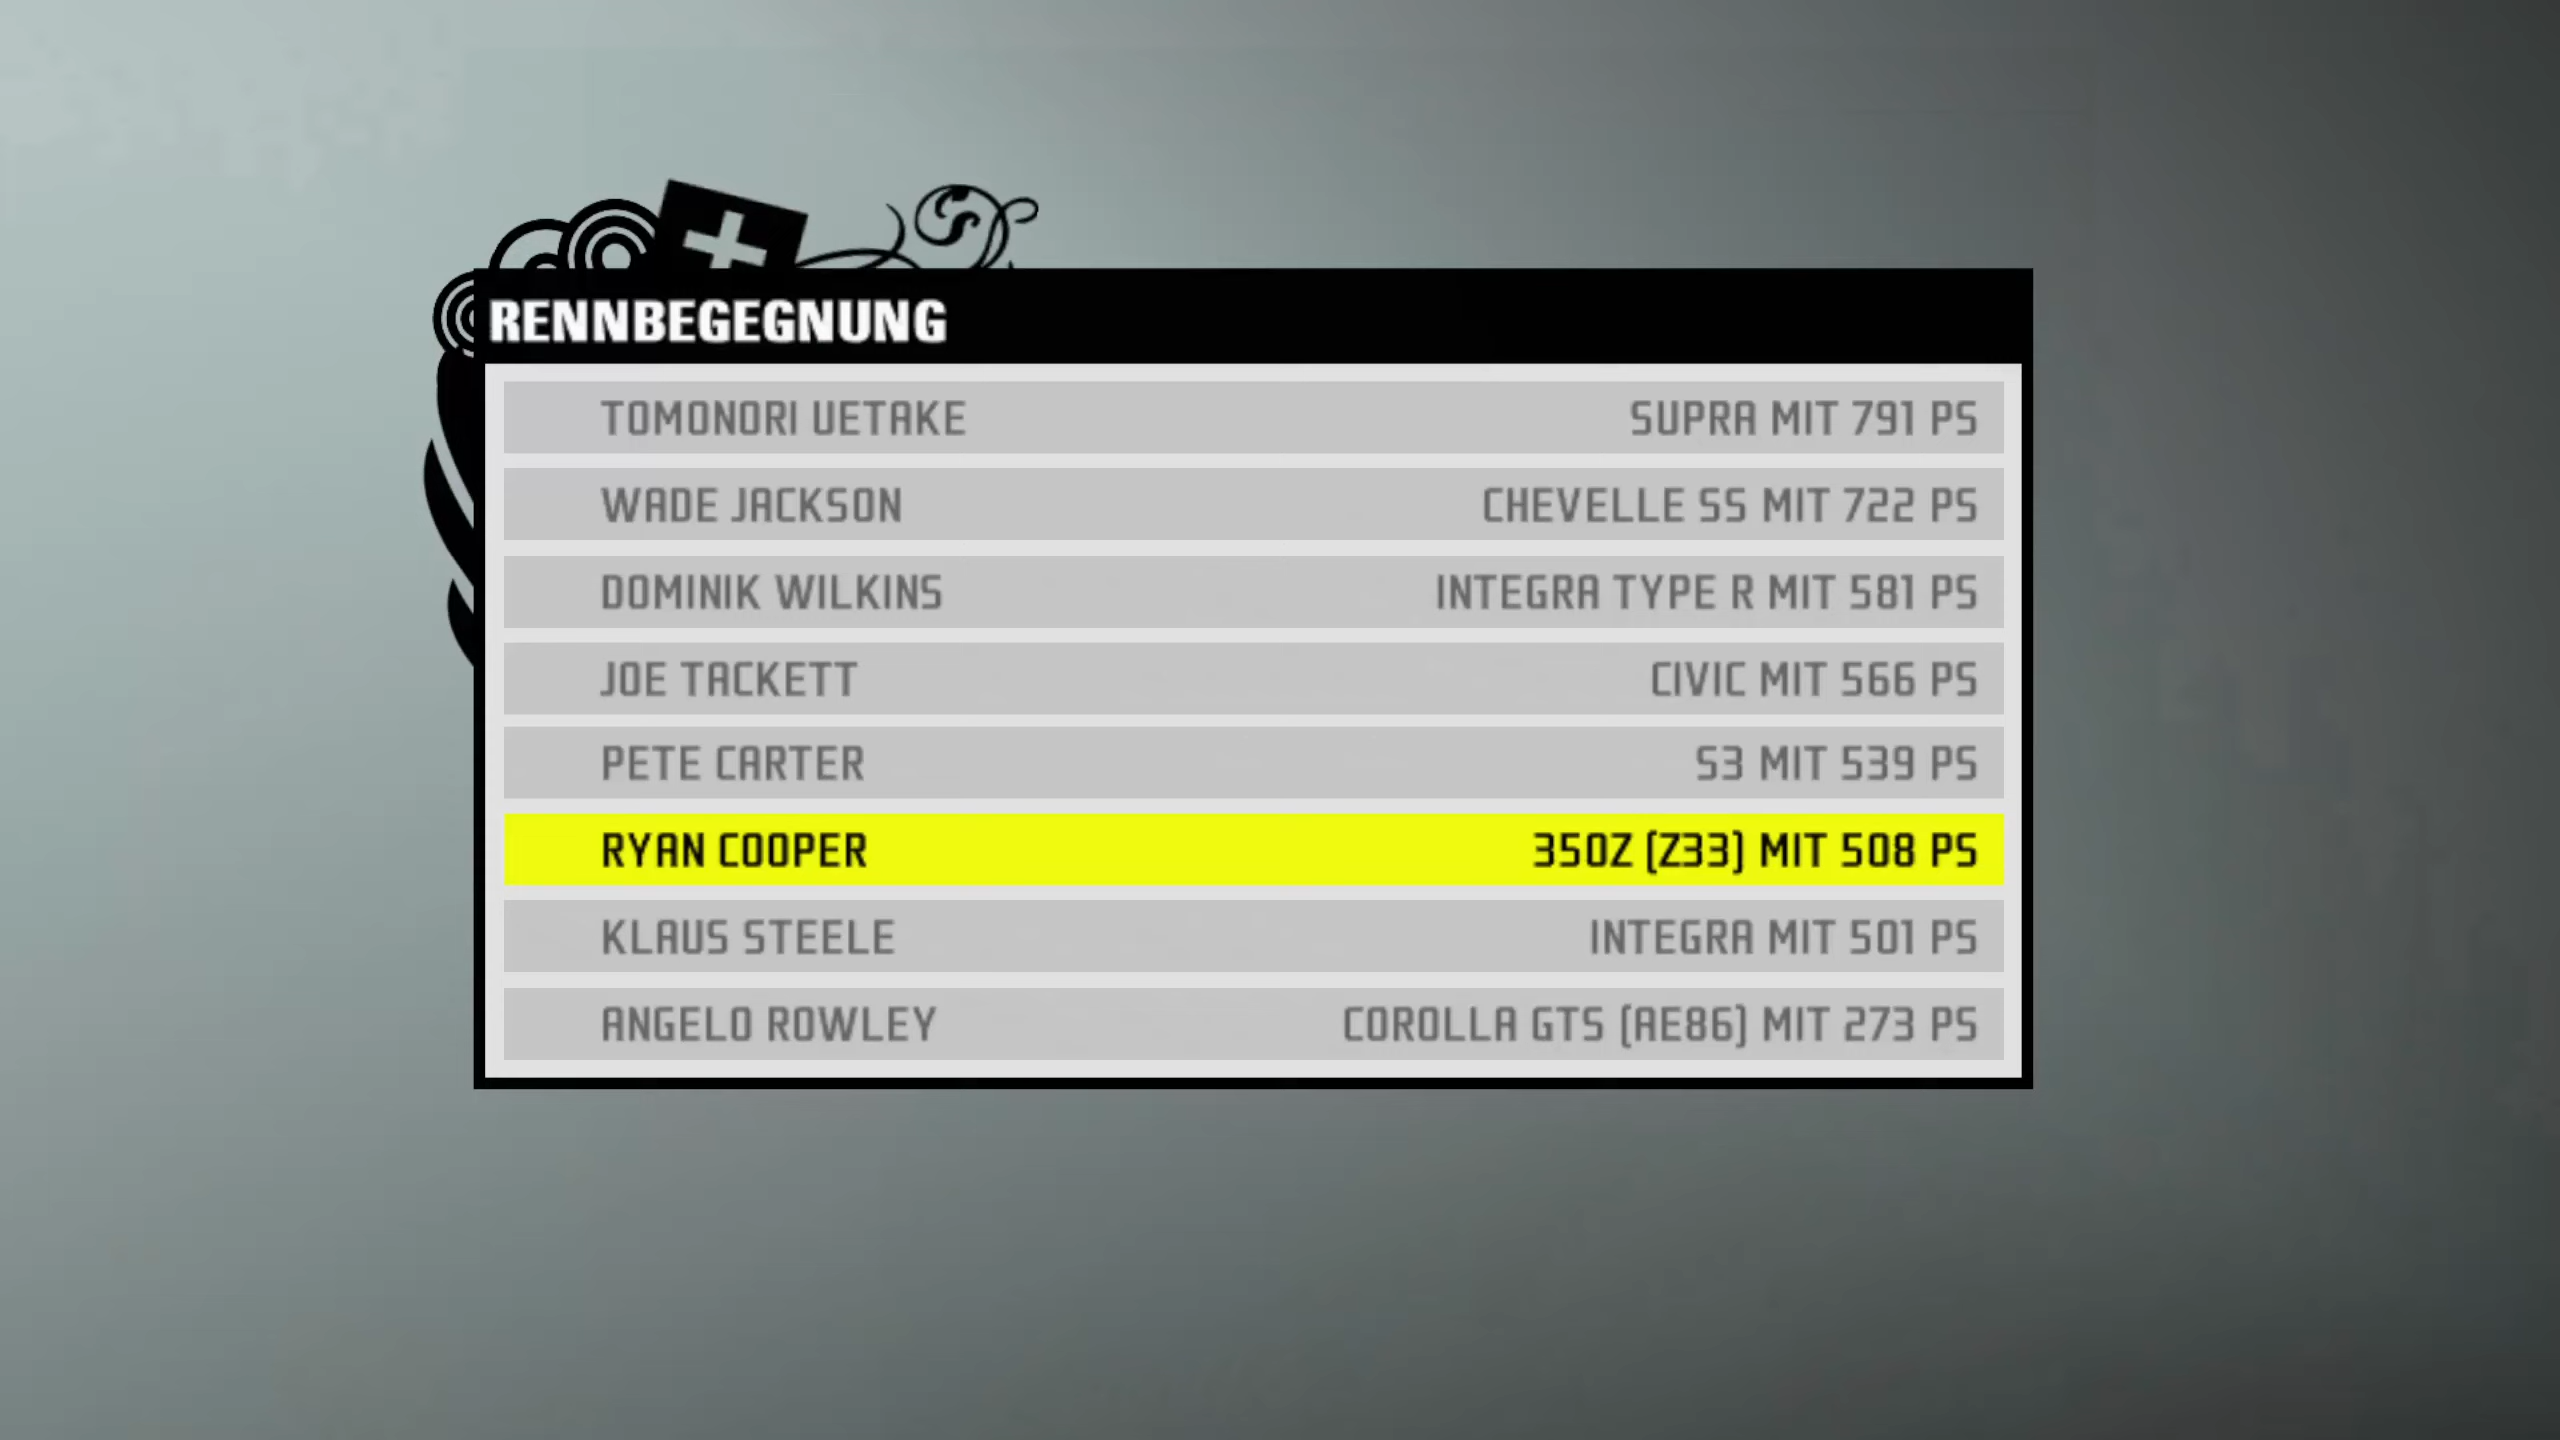 RENNBEGEGNUNG
TOMONORI UETAKE SUPRA MIT 791 PS
WADE JACKSON CHEVELLE SS MIT 722 PS
DOMINIK WILKINS INTEGRA TYPE R MIT 581 PS
JOE TACKETT CIVIC MIT 566 PS
PETE CARTER S3 MIT 539 PS
RYAN COOPER 350Z (Z33) MIT 508 PS
KLAUS STEELE INTEGRA MIT 501 PS
ANGELO ROWLEY COROLLA GTS (AE86) MIT 273 PS